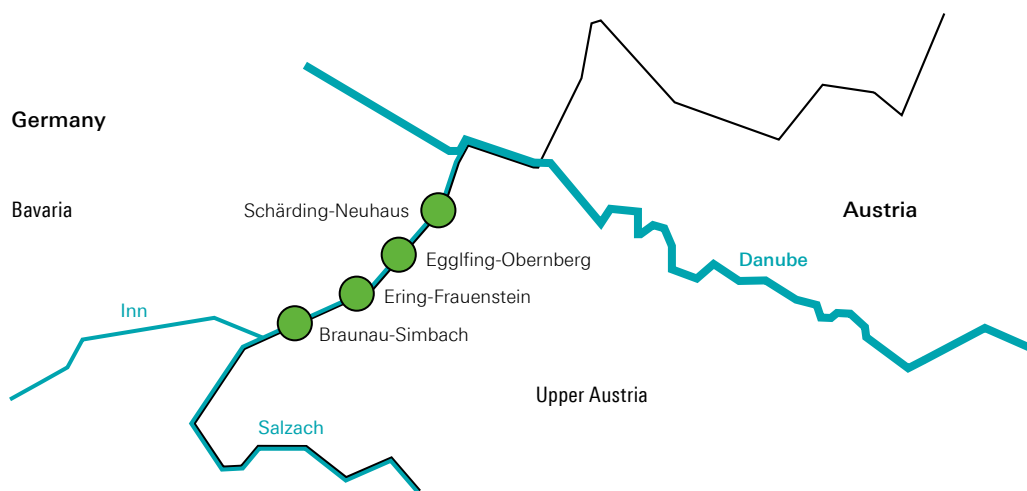 Germany
Bavaria
Schärding-Neuhaus
Austria
Egglfing-Obernberg
Danube
Ering-Frauenstein
Inn
Braunau-Simbach
Upper Austria
Salzach